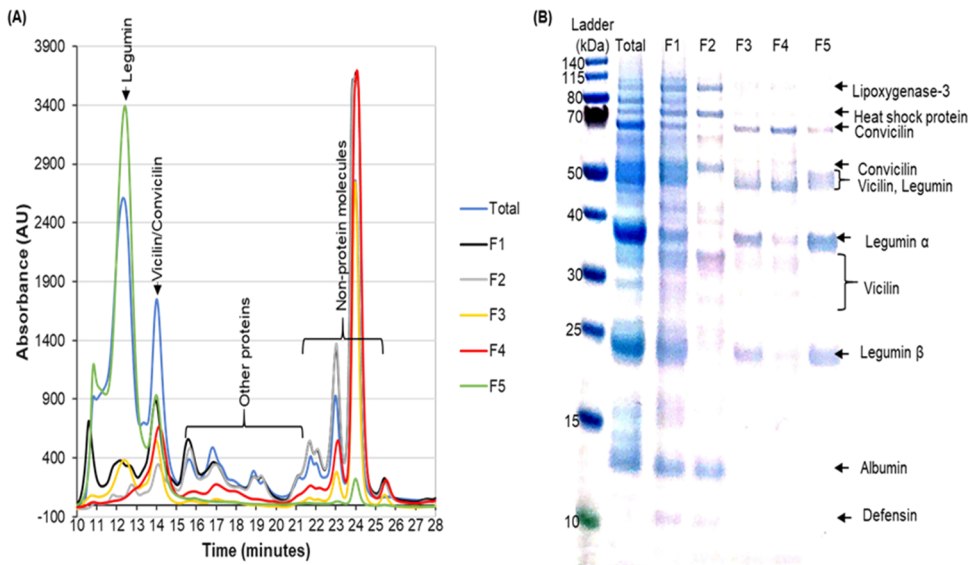 (A)
3900
3400
2900
2400
1900
1400
900
400
-100
Absorbance (AU)
Legumin
Vicilin/Convicilin
Other proteins
Non-protein molecules
10 11 12 13 14 15 16 17 18 19 20 21 22 23 24 25 26 27 28
Time (minutes)
Total
F1
F2
F3
F4
F5
(B)
Ladder
(kDa) Total F1 F2 F3 F4 F5
140
115
80
70
50
40
30
25
15
10
Lipoxygenase-3
Heat shock protein
Convicilin
Convicilin
Vicilin, Legumin
Legumin α
Vicilin
Legumin β
Albumin
Defensin